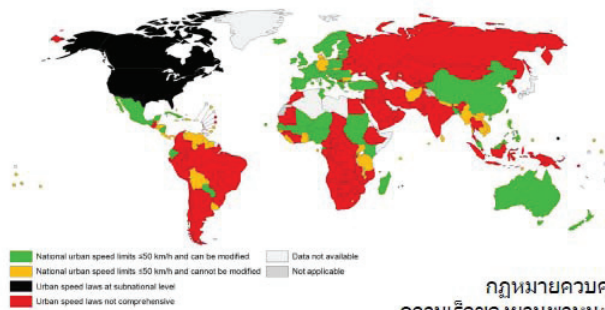 National urban speed limits ≤50 km/h and can be modified
National urban speed limits ≤50 km/h and cannot be modified
Urban speed laws at subnational level
Urban speed laws not comprehensive
Data not available
Not applicable
กฎหมายควบค